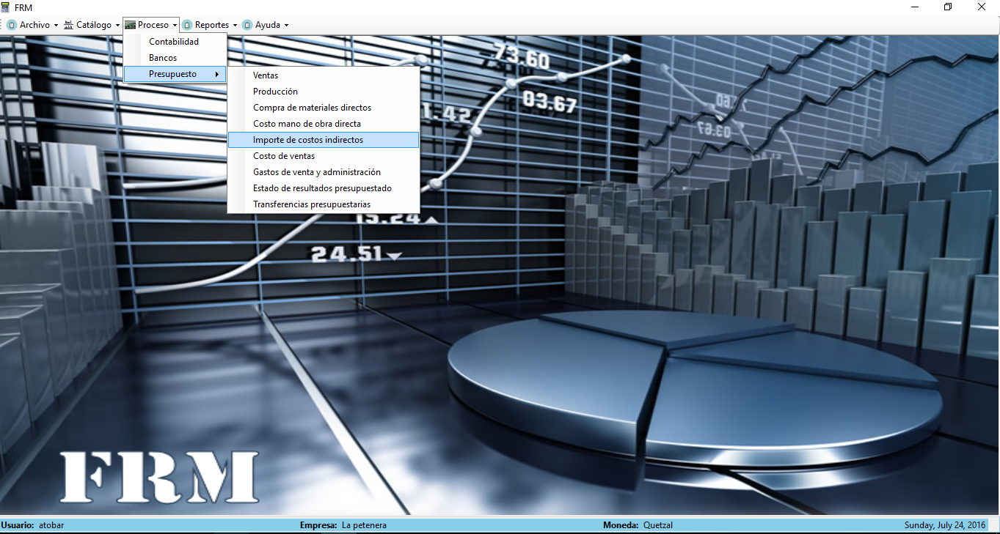 FRM
Archivo Catálogo Proceso Reportes Ayuda
Contabilidad
Bancos
Presupuesto
Ventas
Producción
Compra de materiales directos
Costo mano de obra directa
Importe de costos indirectos
Costo de ventas
Gastos de venta y administración
Estado de resultados presupuestado
Transferencias presupuestarias
73.60
03.67
1.42
24.51
FRM
Usuario: atobar Empresa: La petenera Moneda: Quetzal Sunday, July 24, 2016